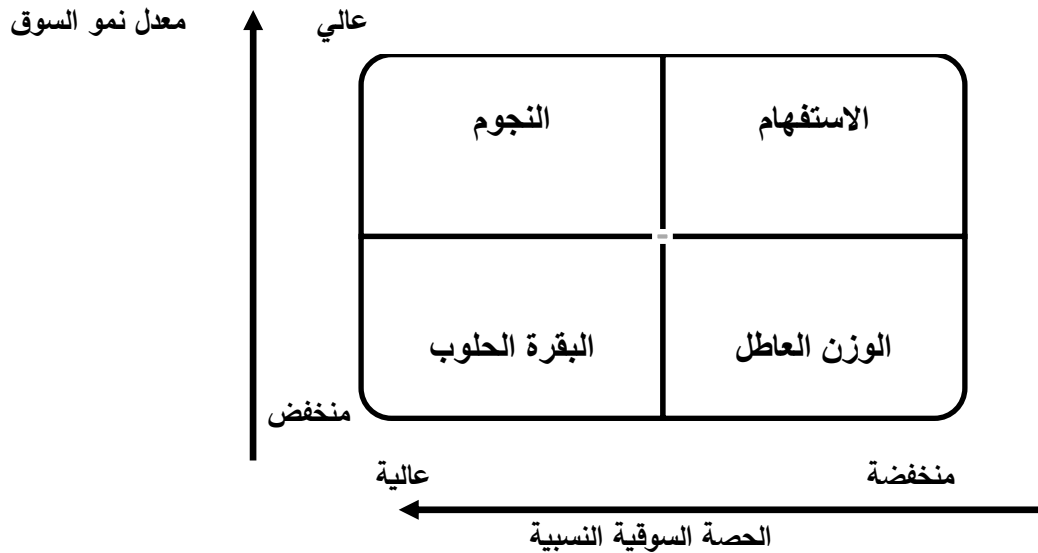 معدل نمو السوق
عالي
الاستفهام
النجوم
الوزن العاطل
البقرة الحلوب
منخفض
منخفضة
عالية
الحصة السوقية النسبية